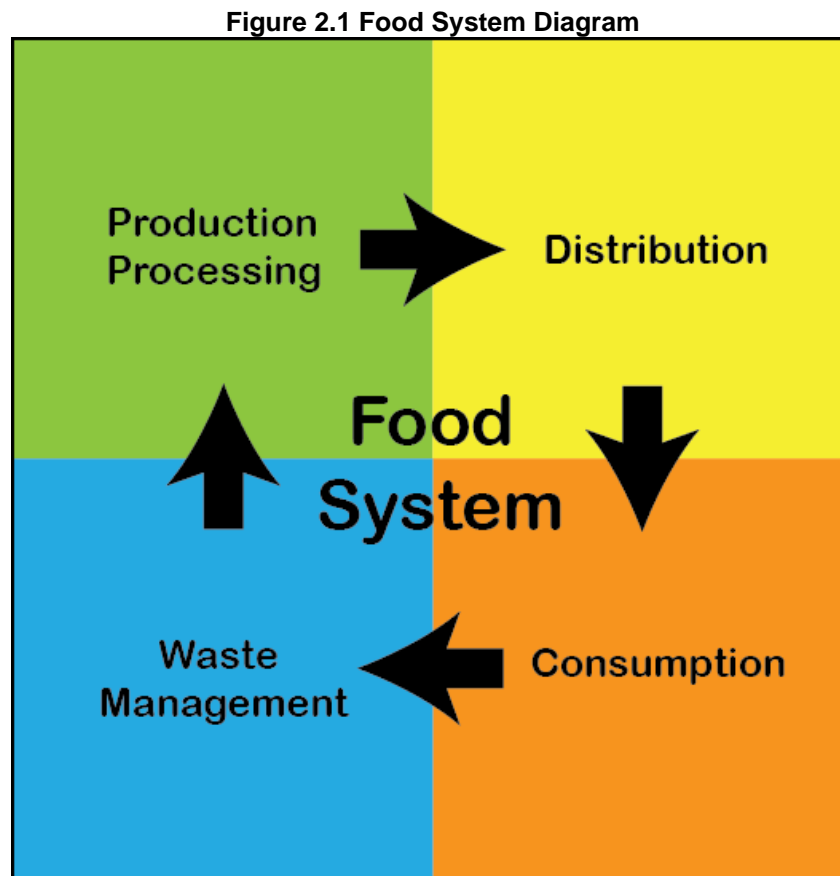 Figure 2.1 Food System Diagram
Production
Processing
Distribution
Food
System
Waste
Management
Consumption